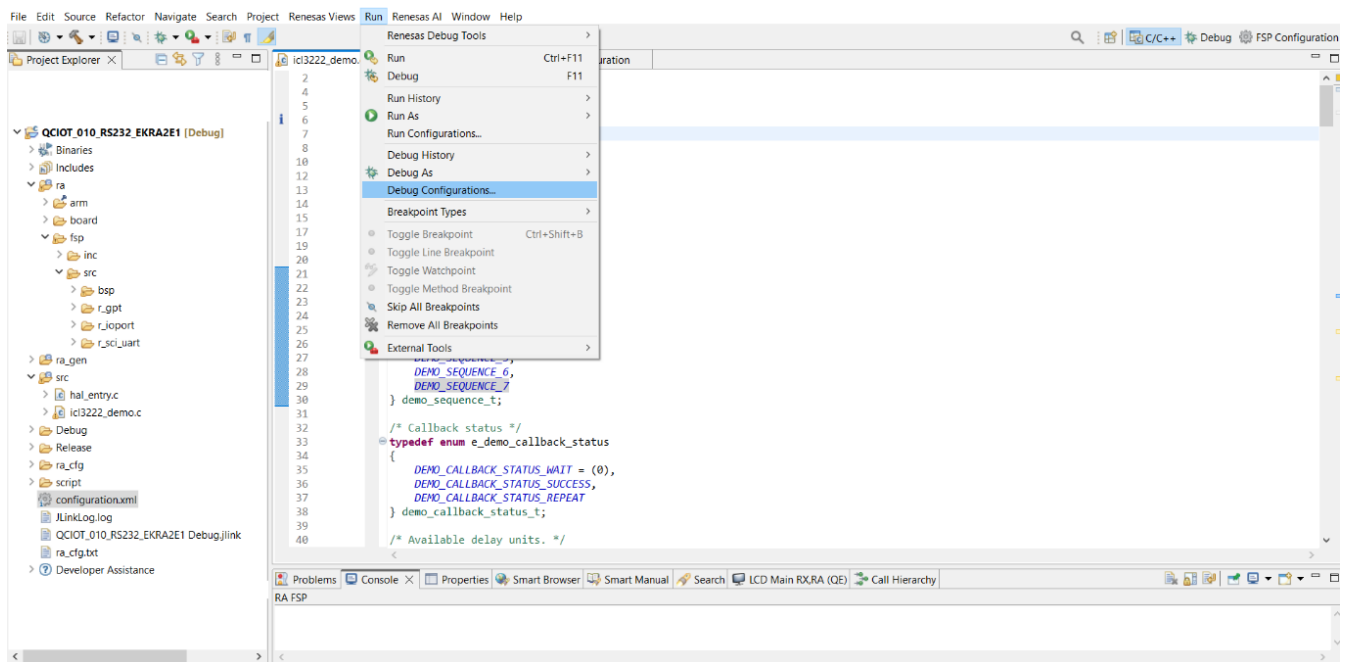 File Edit Source Refactor Navigate Search Project Renesas Views Run Renesas AI Window Help
C/C++ Debug FSP Configuration
Project Explorer
QCIOT_010_RS232_EKRA2E1 [Debug]
Binaries
Includes
ra
arm
board
fsp
inc
src
bsp
r_gpt
r_ioport
r_sci_uart
ra_gen
src
hal_entry.c
icl3222_demo.c
Debug
Release
ra_cfg
script
configuration.xml
JLinkLog.log
QCIOT_010_RS232_EKRA2E1 Debug.jlink
ra_cfg.txt
Developer Assistance
icl3222_demo.
Renesas Debug Tools
Run Ctrl+F11
Debug F11
Run History
Run As
Run Configurations...
Debug History
Debug As
Debug Configurations...
Breakpoint Types
Toggle Breakpoint Ctrl+Shift+B
Toggle Line Breakpoint
Toggle Watchpoint
Toggle Method Breakpoint
Skip All Breakpoints
Remove All Breakpoints
External Tools
2
4
5
6
7
8
10
12
13
14
15
17
19
20
21
22
23
24
25
26
27
28 DEMO_SEQUENCE_6,
29 DEMO_SEQUENCE_7
30 } demo_sequence_t;
31
32 /* Callback status */
33 typedef enum e_demo_callback_status
34 {
35 DEMO_CALLBACK_STATUS_WAIT = (0),
36 DEMO_CALLBACK_STATUS_SUCCESS,
37 DEMO_CALLBACK_STATUS_REPEAT
38 } demo_callback_status_t;
39
40 /* Available delay units. */
Problems Console Properties Smart Browser Smart Manual Search LCD Main RX,RA (QE) Call Hierarchy
RA FSP